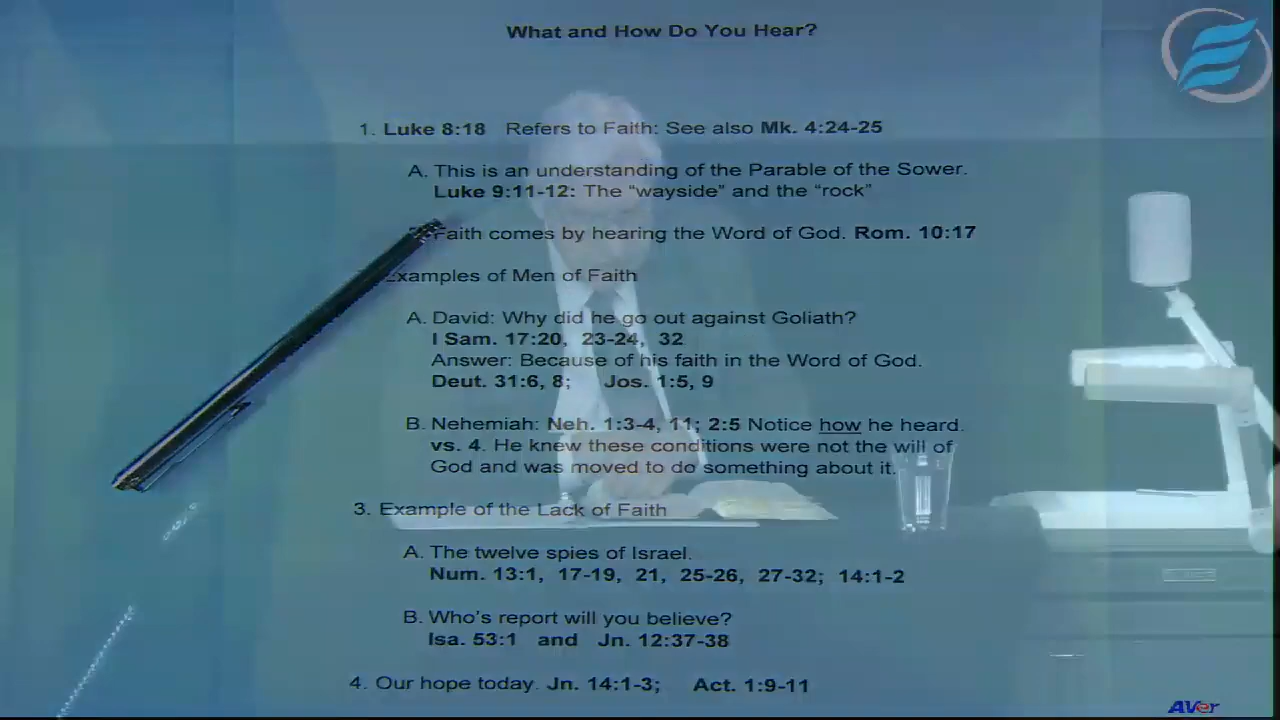 What and How Do You Hear?
1. Luke 8:18 Refers to Faith: See also Mk. 4:24-25
A. This is an understanding of the Parable of the Sower.
Luke 9:11-12: The “wayside” and the “rock”
Faith comes by hearing the Word of God. Rom. 10:17
Examples of Men of Faith
A. David: Why did he go out against Goliath?
I Sam. 17:20, 23-24, 32
Answer: Because of his faith in the Word of God.
Deut. 31:6, 8; Jos. 1:5, 9
B. Nehemiah: Neh. 1:3-4, 11; 2:5 Notice how he heard.
vs. 4. He knew these conditions were not the will of
God and was moved to do something about it.
3. Example of the Lack of Faith
A. The twelve spies of Israel.
Num. 13:1, 17-19, 21, 25-26, 27-32; 14:1-2
B. Who’s report will you believe?
Isa. 53:1 and Jn. 12:37-38
4. Our hope today. Jn. 14:1-3; Act. 1:9-11
AVer